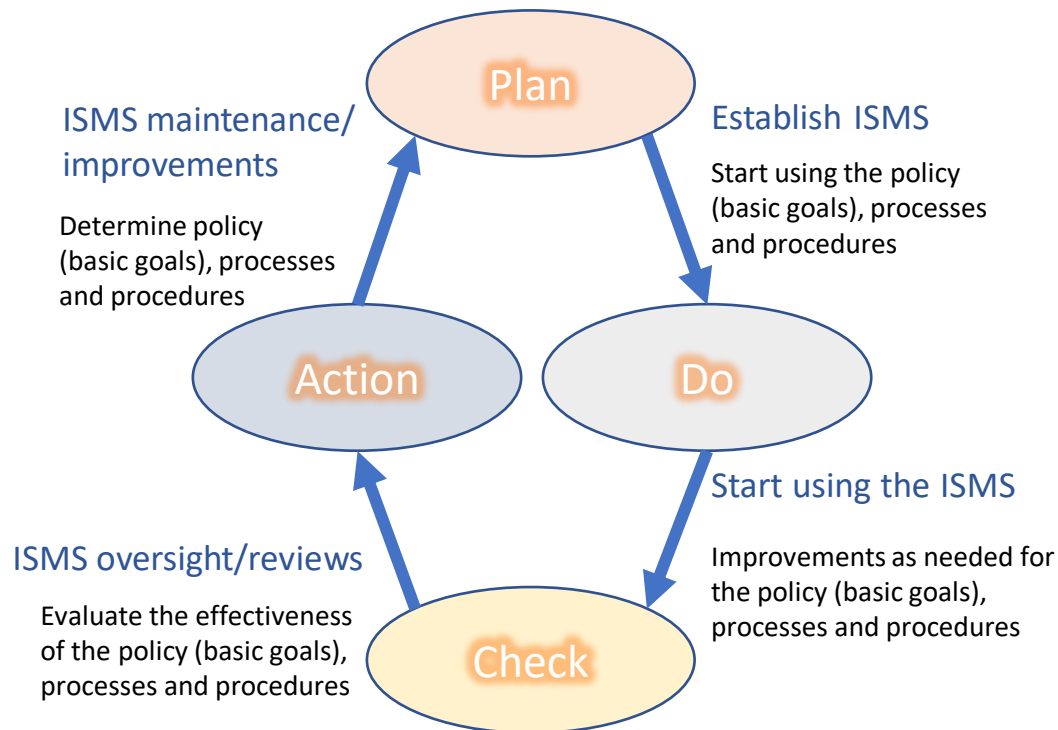 Plan
ISMS maintenance/
improvements
Determine policy
(basic goals), processes
and procedures
Establish ISMS
Start using the policy
(basic goals), processes
and procedures
Action
Do
ISMS oversight/reviews
Evaluate the effectiveness
of the policy (basic goals),
processes and procedures
Start using the ISMS
Improvements as needed for
the policy (basic goals),
processes and procedures
Check